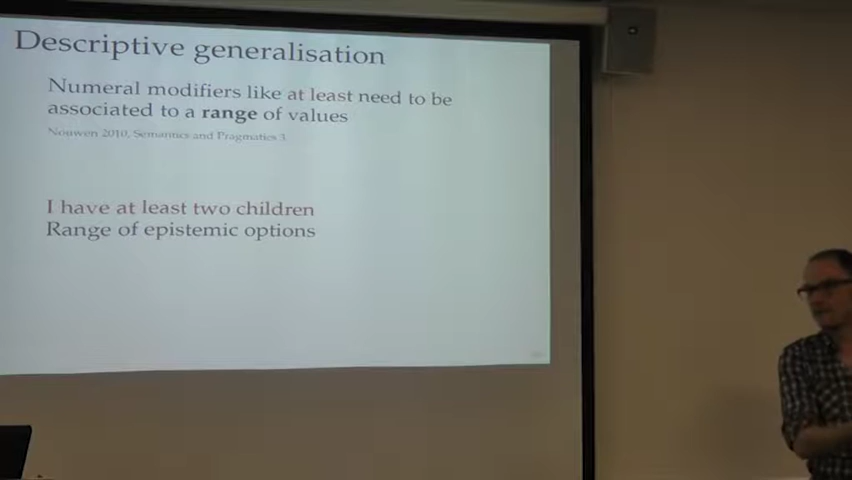 Descriptive generalisation
Numeral modifiers like at least need to be
associated to a range of values
Nouwen 2010, Semantics and Pragmatics 3
I have at least two children
Range of epistemic options